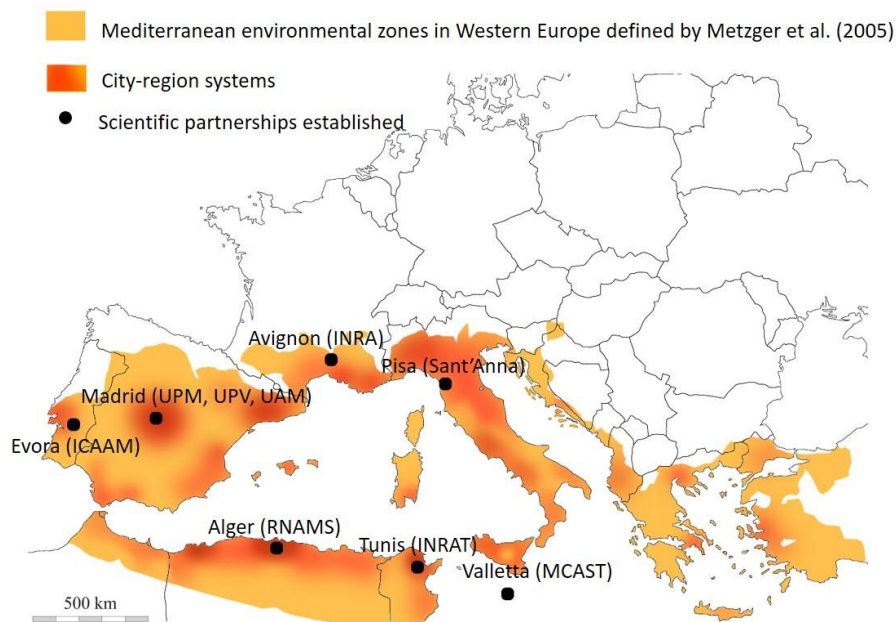 Mediterranean environmental zones in Western Europe defined by Metzger et al. (2005)
City-region systems
Scientific partnerships established
Avignon (INRA)
Pisa (Sant'Anna)
Madrid (UPM, UPV, UAM)
Evora (ICAAM)
Alger (RNAMS)
Tunis (INRAT)
Valletta (MCAST)
500 km